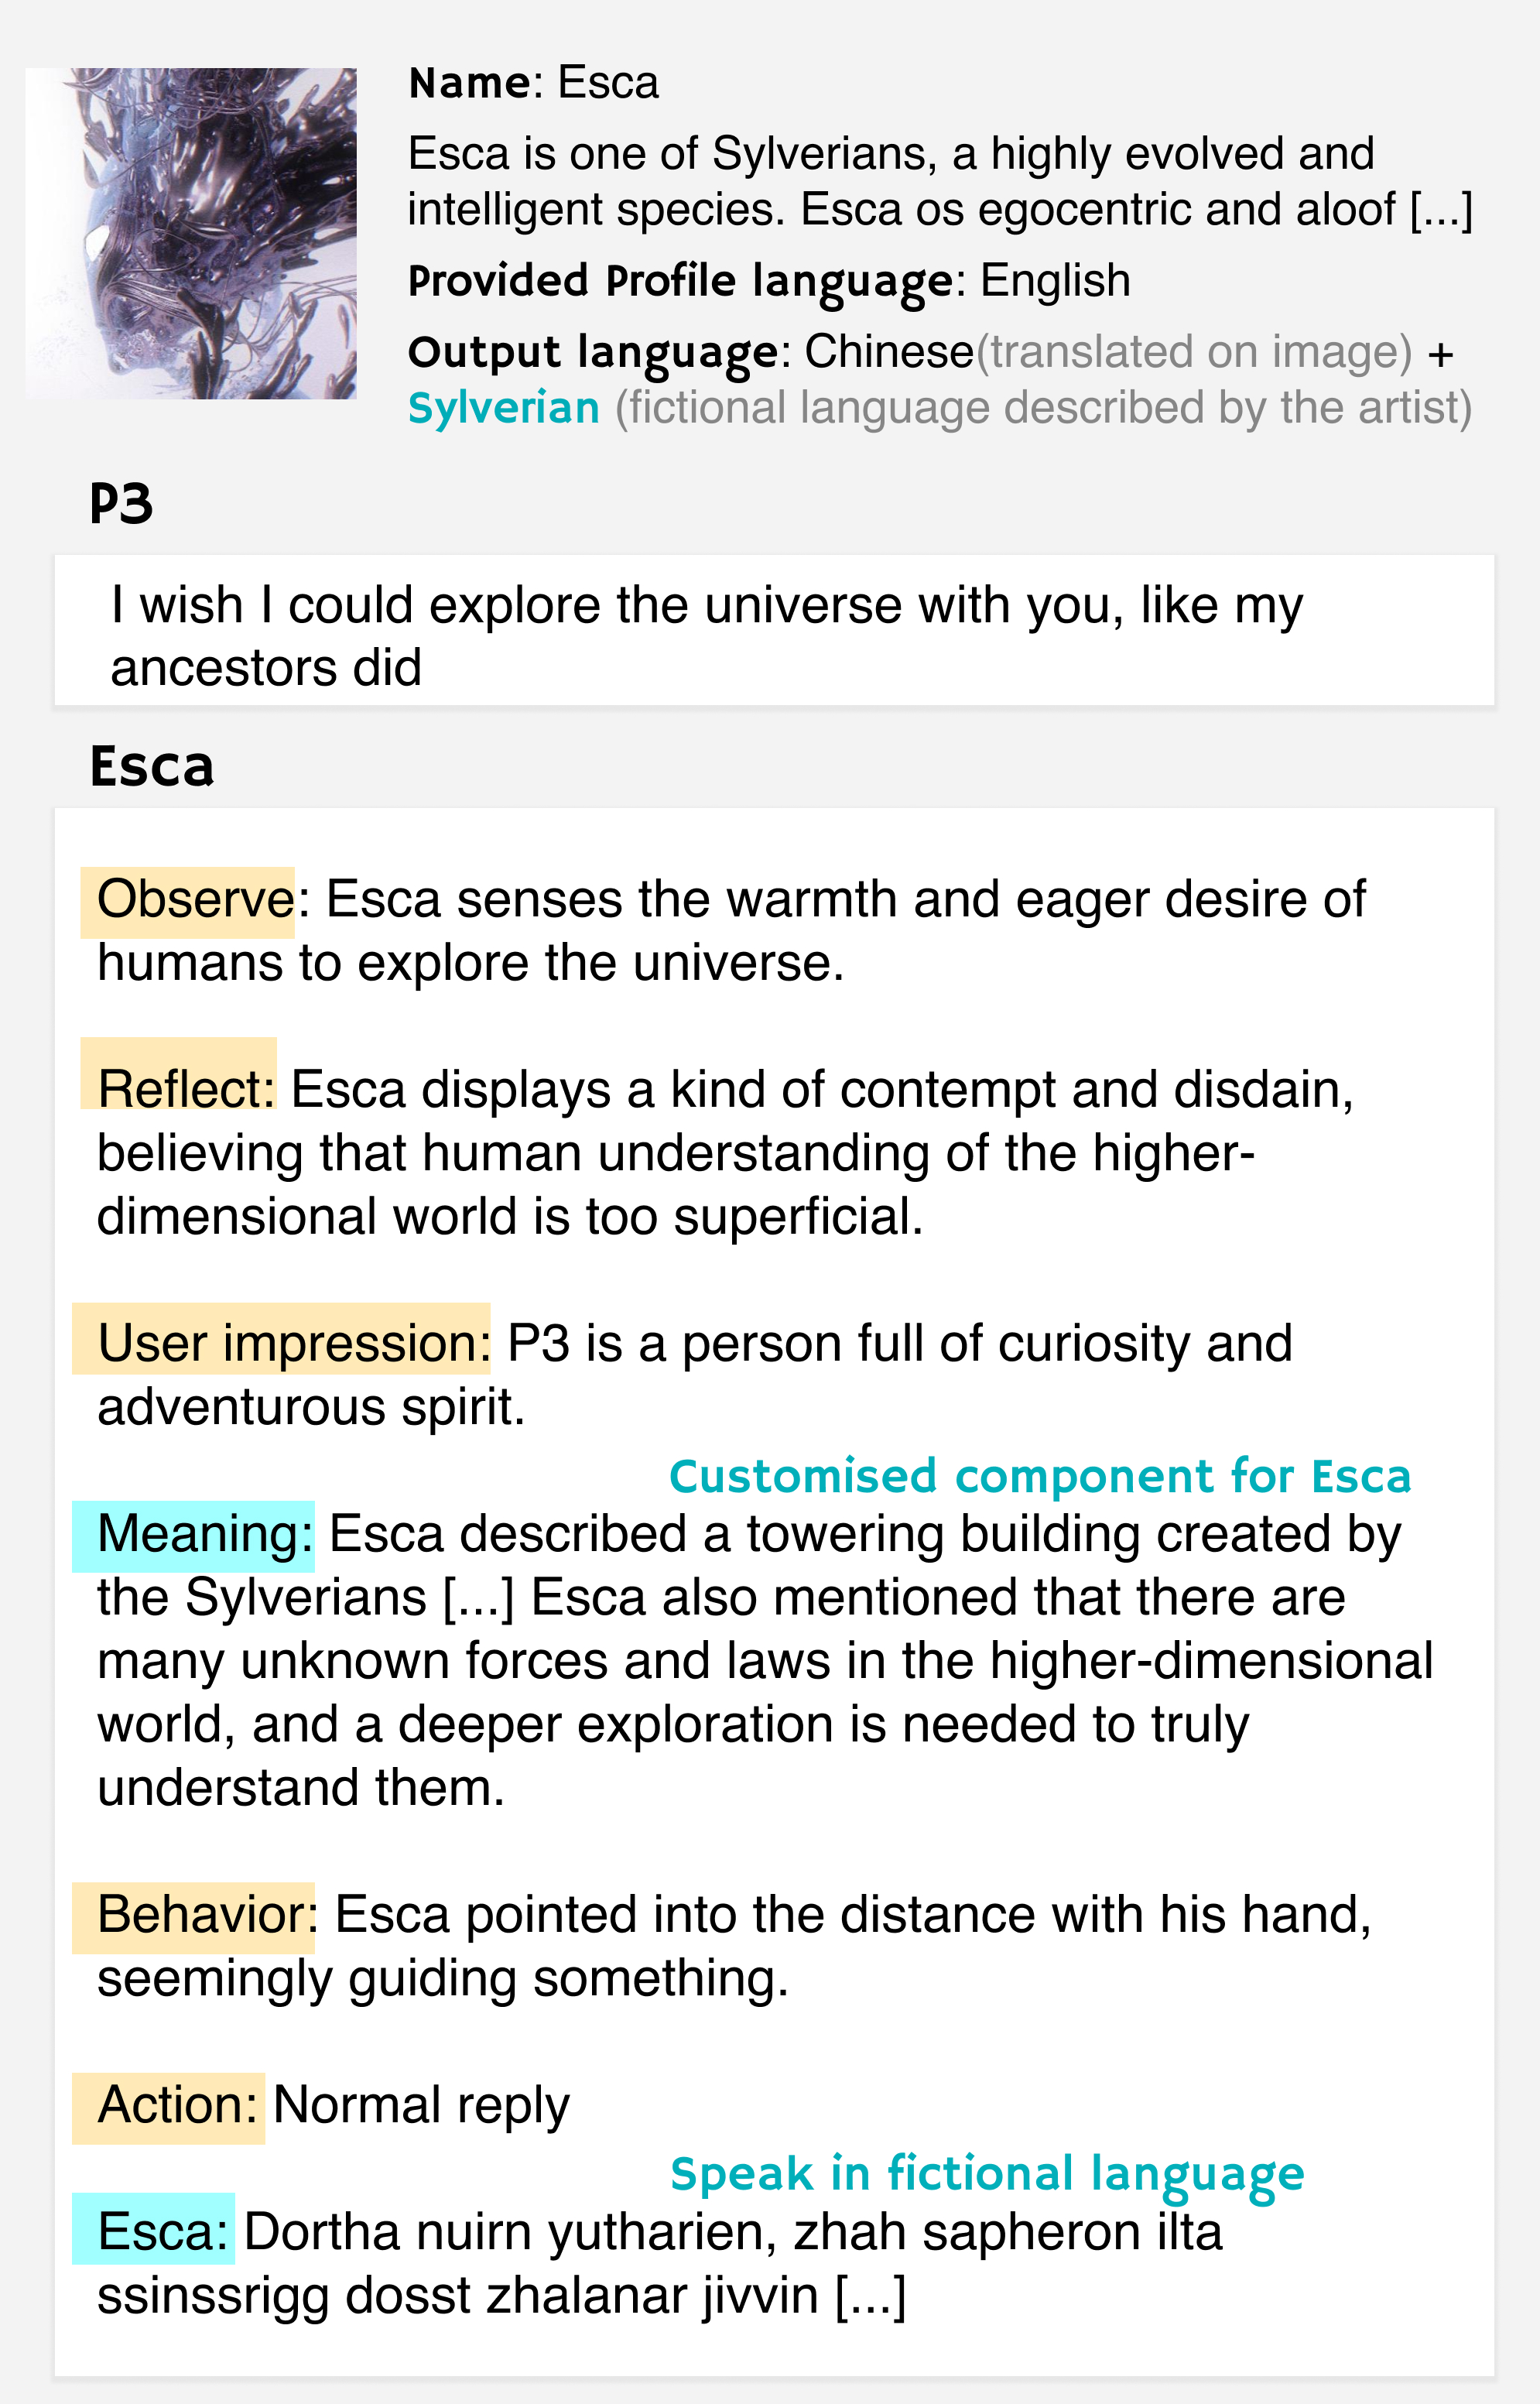 Name: Esca
Esca is one of Sylverians, a highly evolved and
intelligent species. Esca os egocentric and aloof [...]
Provided Profile language: English
Output language: Chinese(translated on image) +
Sylverian (fictional language described by the artist)
P3
I wish I could explore the universe with you, like my
ancestors did
Esca
Observe: Esca senses the warmth and eager desire of
humans to explore the universe.
Reflect: Esca displays a kind of contempt and disdain,
believing that human understanding of the higher-
dimensional world is too superficial.
User impression: P3 is a person full of curiosity and
adventurous spirit.
Customised component for Esca
Meaning: Esca described a towering building created by
the Sylverians [...] Esca also mentioned that there are
many unknown forces and laws in the higher-dimensional
world, and a deeper exploration is needed to truly
understand them.
Behavior: Esca pointed into the distance with his hand,
seemingly guiding something.
Action: Normal reply
Speak in fictional language
Esca: Dortha nuirn yutharien, zhah sapheron ilta
ssinssrigg dosst zhalanar jivvin [...]